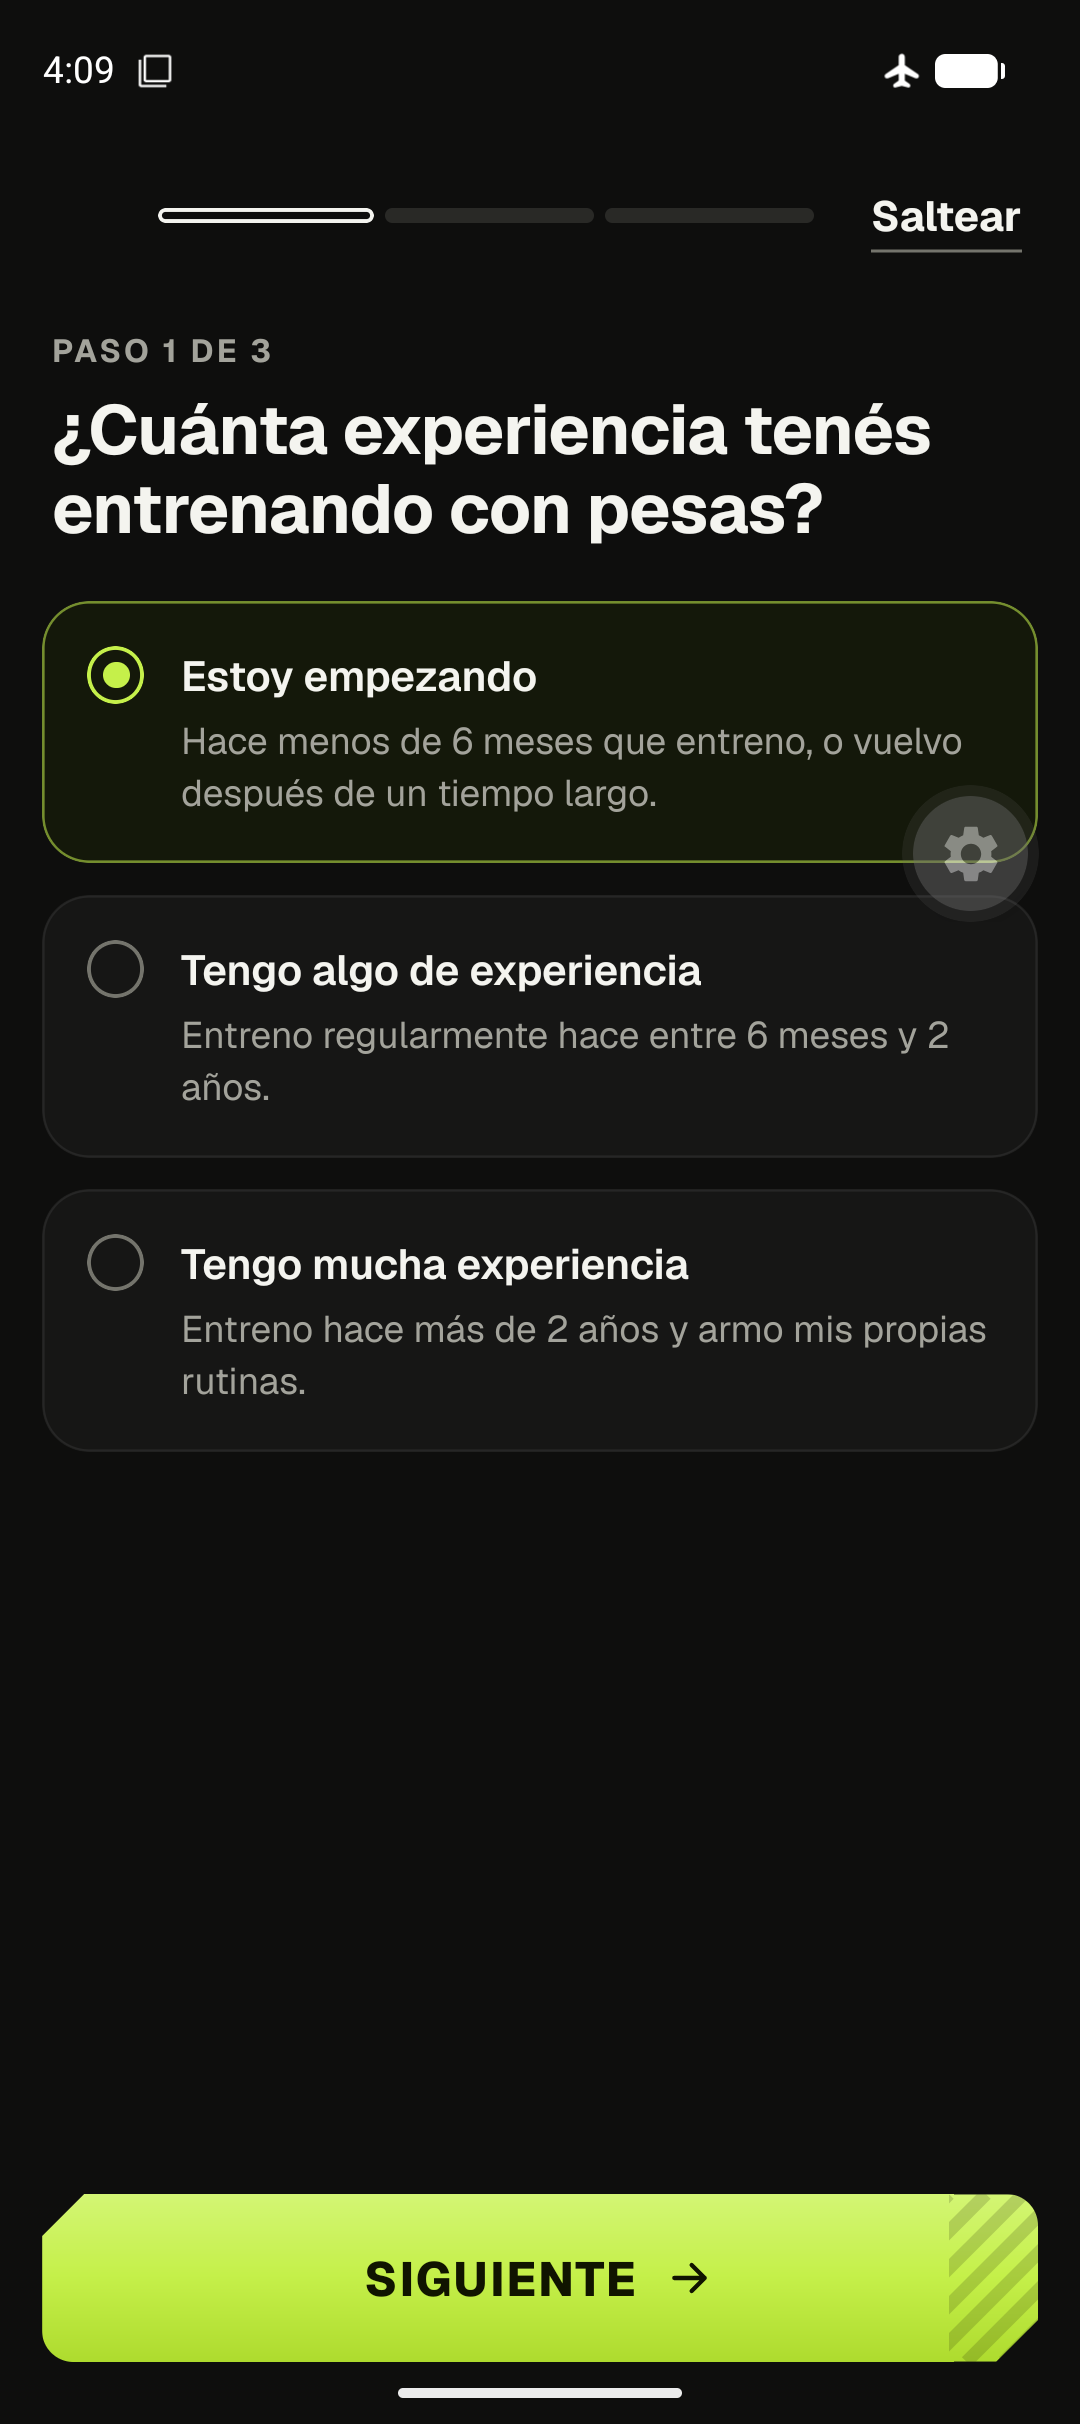 4:09
Saltear
PASO 1 DE 3
¿Cuánta experiencia tenés
entrenando con pesas?
Estoy empezando
Hace menos de 6 meses que entreno, o vuelvo
después de un tiempo largo.
Tengo algo de experiencia
Entreno regularmente hace entre 6 meses y 2
años.
Tengo mucha experiencia
Entreno hace más de 2 años y armo mis propias
rutinas.
SIGUIENTE →